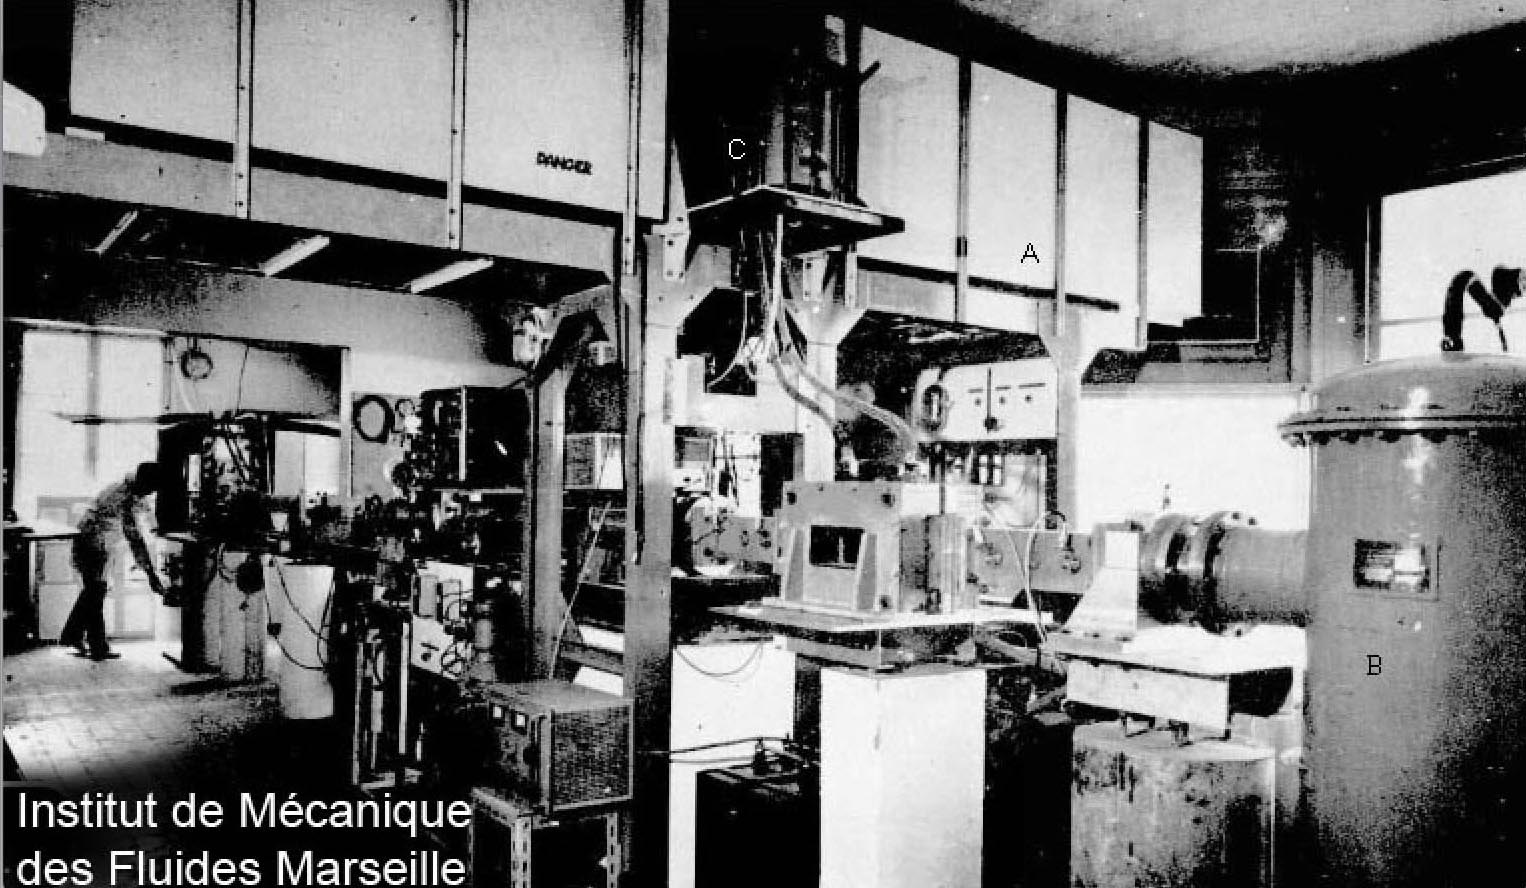 DANGER
C
A
B
Institut de Mécanique
des Fluides Marseille